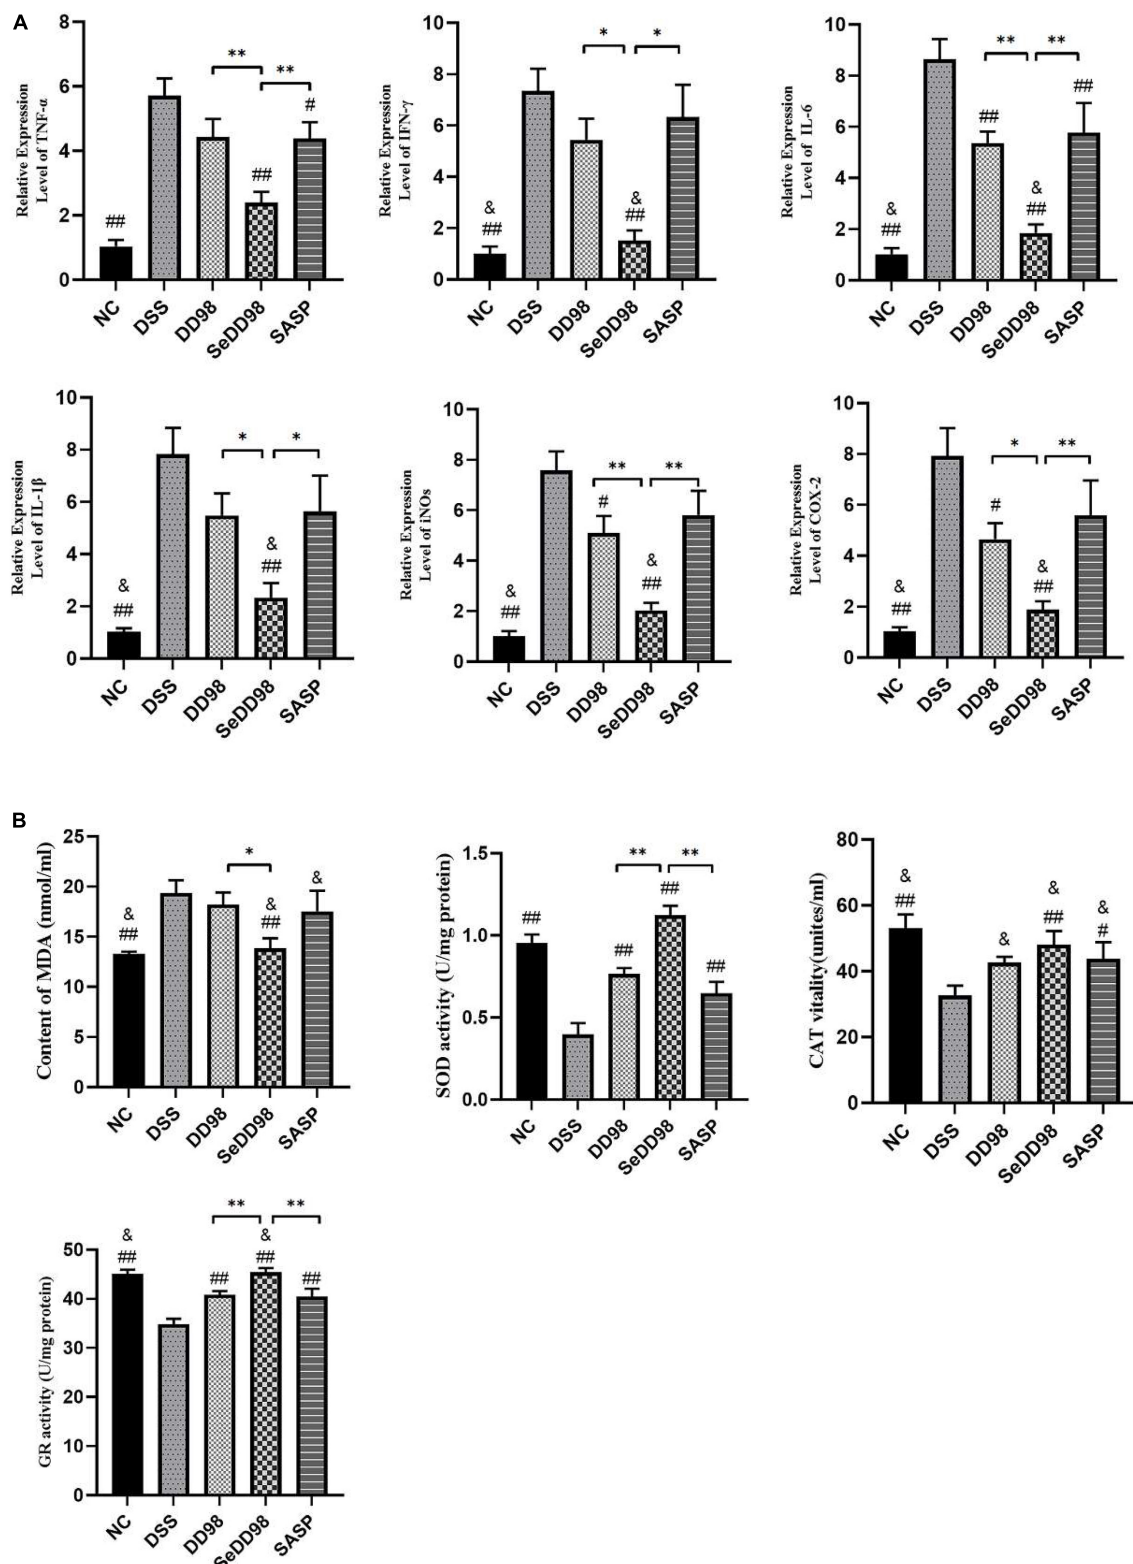 A
Relative Expression
Level of TNF-α
8
6
4
2
0
**
**
##
##
#
NC
DSS
DD98
SeDD98
SASP
Relative Expression
Level of IFN-γ
10
8
6
4
2
0
*
*
&
##
&
##
NC
DSS
DD98
SeDD98
SASP
Relative Expression
Level of IL-6
10
8
6
4
2
0
**
**
&
##
##
&
##
##
NC
DSS
DD98
SeDD98
SASP
Relative Expression
Level of IL-1β
10
8
6
4
2
0
*
*
&
##
&
##
NC
DSS
DD98
SeDD98
SASP
Relative Expression
Level of iNOs
10
8
6
4
2
0
**
**
&
##
#
&
##
NC
DSS
DD98
SeDD98
SASP
Relative Expression
Level of COX-2
10
8
6
4
2
0
*
**
&
##
#
&
##
NC
DSS
DD98
SeDD98
SASP
B
Content of MDA (nmol/ml)
25
20
15
10
5
0
*
&
##
&
##
&
NC
DSS
DD98
SeDD98
SASP
SOD activity (U/mg protein)
1.5
1.0
0.5
0.0
**
**
##
##
##
##
NC
DSS
DD98
SeDD98
SASP
CAT vitality(unites/ml)
80
60
40
20
0
&
##
&
&
##
&
#
NC
DSS
DD98
SeDD98
SASP
GR activity (U/mg protein)
50
40
30
20
10
0
**
**
&
##
##
&
##
##
NC
DSS
DD98
SeDD98
SASP